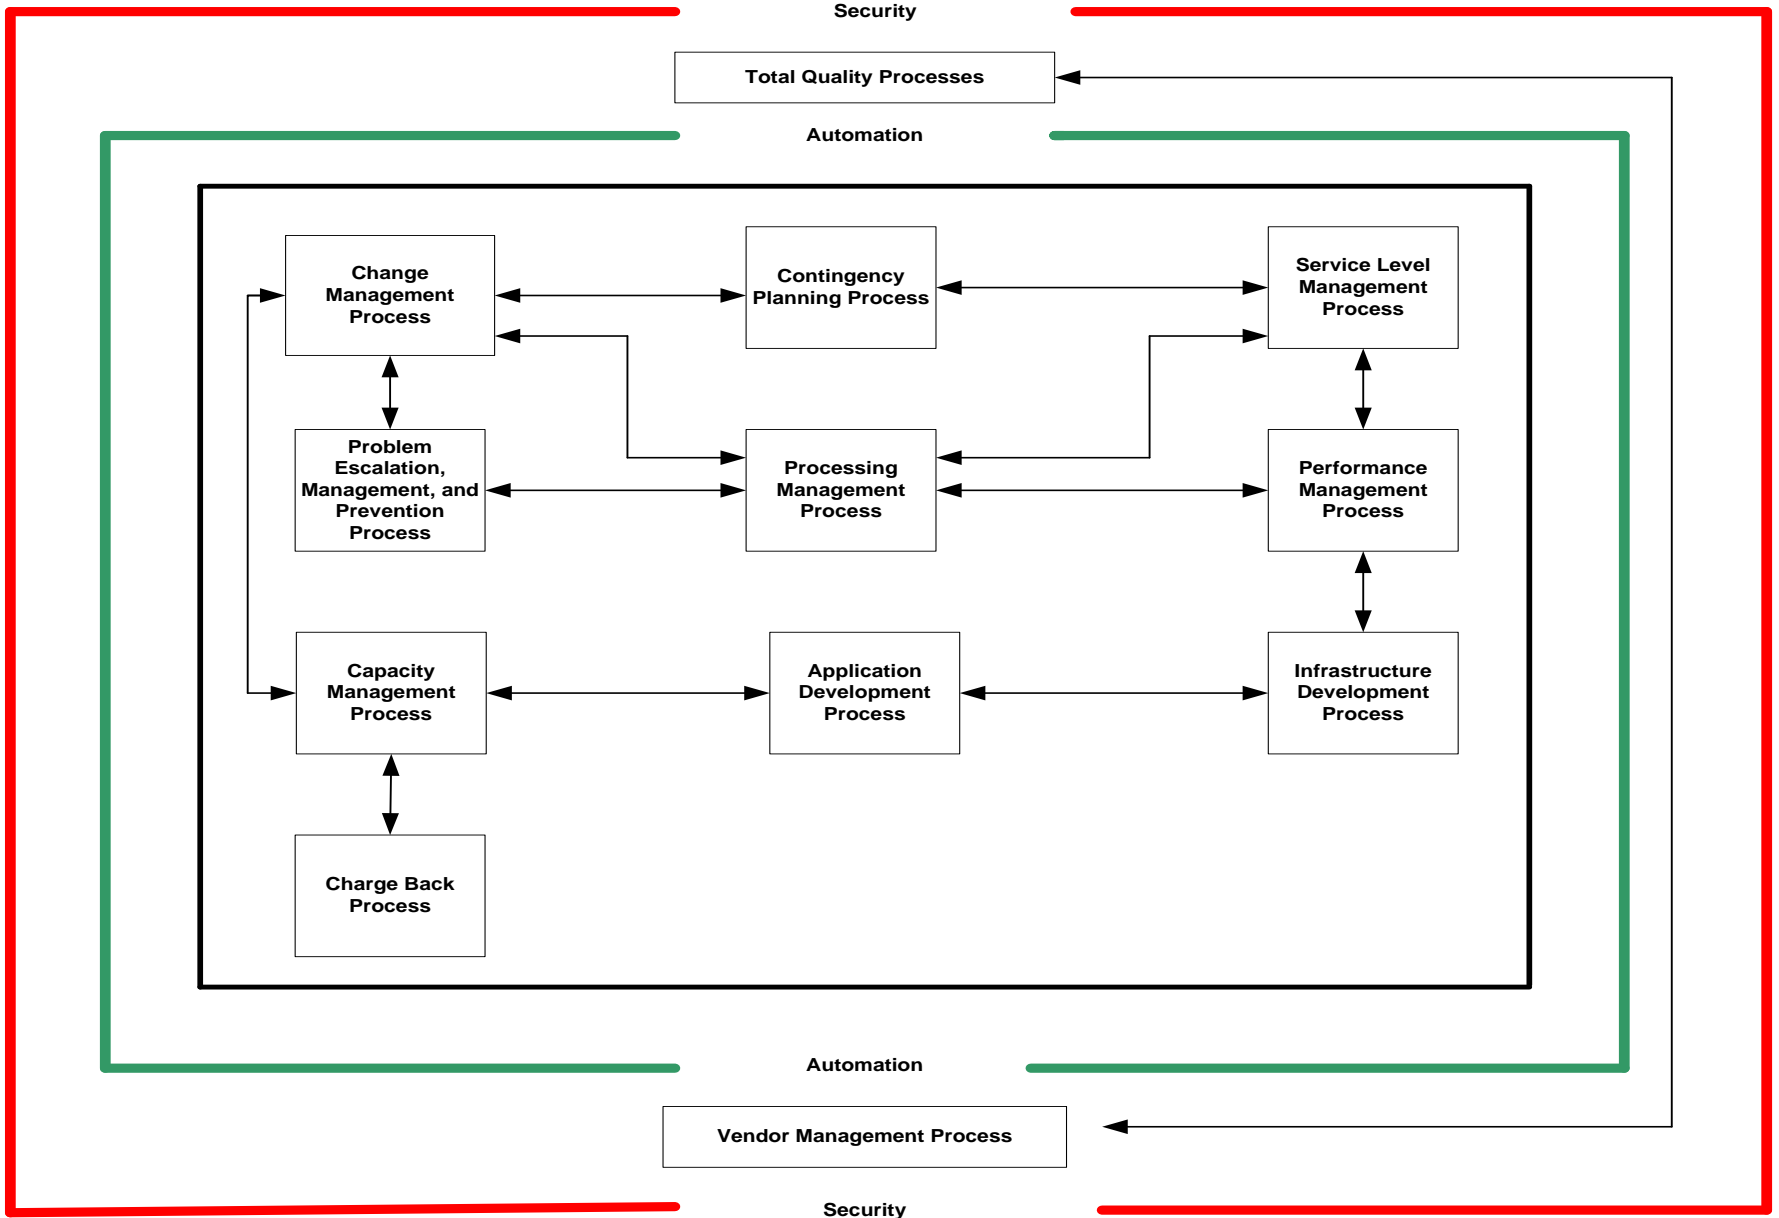 Security
Total Quality Processes
Automation
Change
Management
Process
Contingency
Planning Process
Service Level
Management
Process
Problem
Escalation,
Management, and
Prevention
Process
Processing
Management
Process
Performance
Management
Process
Capacity
Management
Process
Application
Development
Process
Infrastructure
Development
Process
Charge Back
Process
Automation
Vendor Management Process
Security